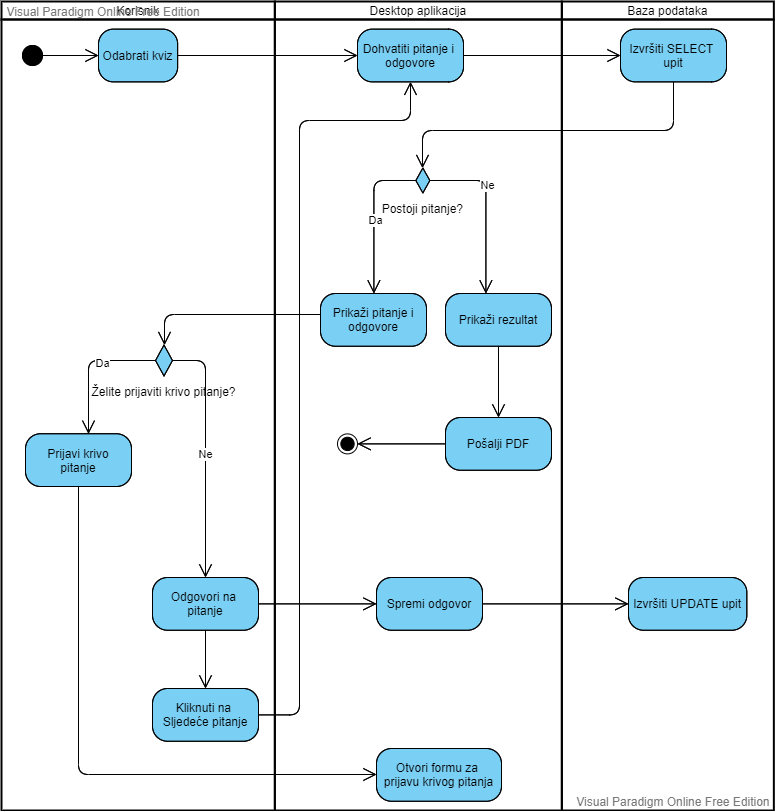 Visual Paradigm Online Free Edition
Korisnik
Desktop aplikacija
Baza podataka
Odabrati kviz
Dohvatiti pitanje i
odgovore
Izvršiti SELECT
upit
Postoji pitanje?
Ne
Da
Prikaži pitanje i
odgovore
Prikaži rezultat
Da
Želite prijaviti krivo pitanje?
Ne
Prijavi krivo
pitanje
Pošalji PDF
Odgovori na
pitanje
Spremi odgovor
Izvršiti UPDATE upit
Kliknuti na
Sljedeće pitanje
Otvori formu za
prijavu krivog pitanja
Visual Paradigm Online Free Edition